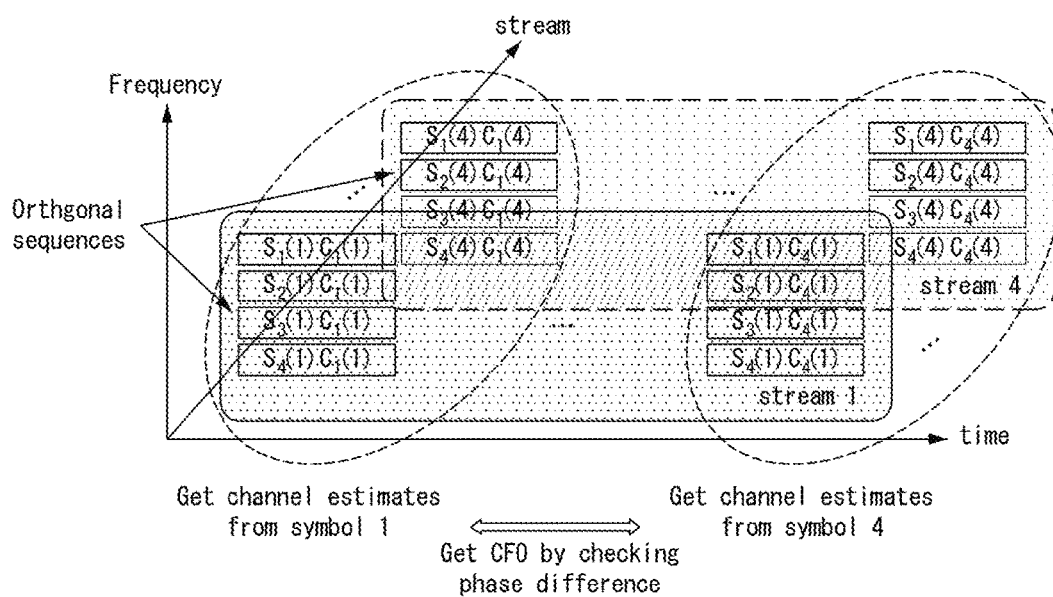 stream
Frequency
S₁(4) C₁(4)
S₂(4) C₁(4)
S₃(4) C₁(4)
S₄(4) C₁(4)
...
...
S₁(4) C₄(4)
S₂(4) C₄(4)
S₃(4) C₄(4)
S₄(4) C₄(4)
stream 4
Orthgonal
sequences
S₁(1) C₁(1)
S₂(1) C₁(1)
S₃(1) C₁(1)
S₄(1) C₁(1)
...
S₁(1) C₄(1)
S₂(1) C₄(1)
S₃(1) C₄(1)
S₄(1) C₄(1)
stream 1
...
time
Get channel estimates
from symbol 1
Get channel estimates
from symbol 4
Get CFO by checking
phase difference